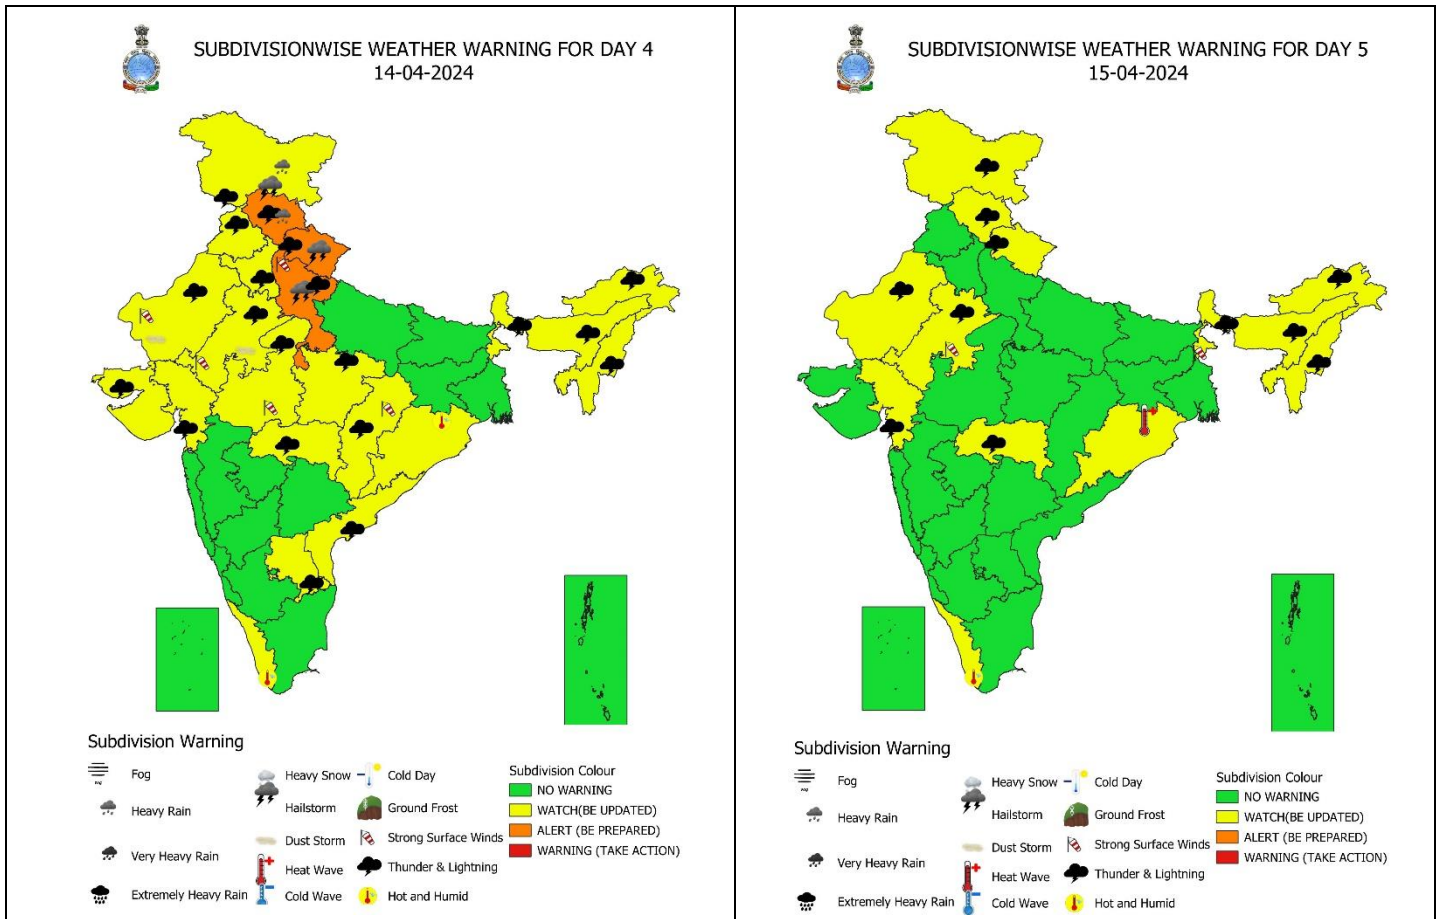 SUBDIVISIONWISE WEATHER WARNING FOR DAY 4
14-04-2024
Subdivision Warning
Fog
Heavy Rain
Very Heavy Rain
Extremely Heavy Rain
Heavy Snow
Hailstorm
Dust Storm
Heat Wave
Cold Wave
Cold Day
Ground Frost
Strong Surface Winds
Thunder & Lightning
Hot and Humid
Subdivision Colour
NO WARNING
WATCH(BE UPDATED)
ALERT (BE PREPARED)
WARNING (TAKE ACTION)
SUBDIVISIONWISE WEATHER WARNING FOR DAY 5
15-04-2024
Subdivision Warning
Fog
Heavy Rain
Very Heavy Rain
Extremely Heavy Rain
Heavy Snow
Hailstorm
Dust Storm
Heat Wave
Cold Wave
Cold Day
Ground Frost
Strong Surface Winds
Thunder & Lightning
Hot and Humid
Subdivision Colour
NO WARNING
WATCH(BE UPDATED)
ALERT (BE PREPARED)
WARNING (TAKE ACTION)